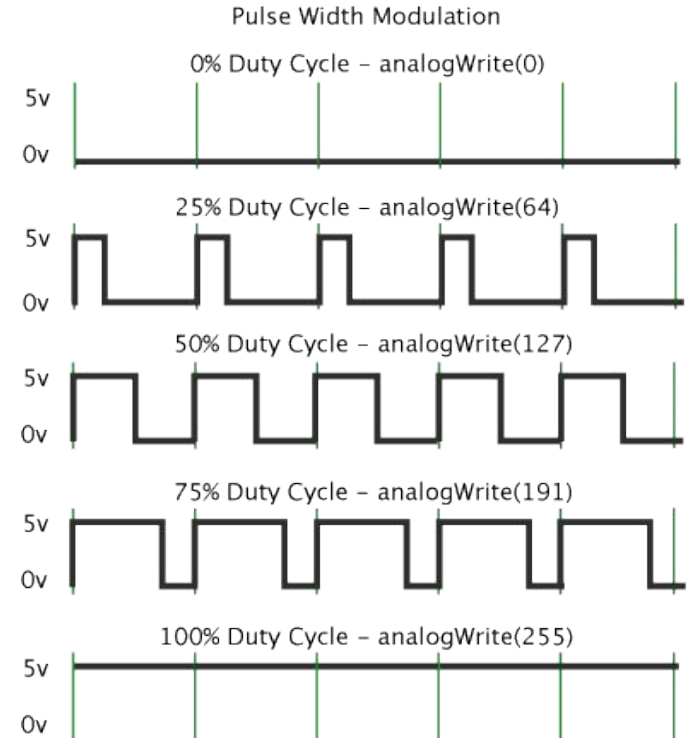 Pulse Width Modulation
0% Duty Cycle – analogWrite(0)
5v
0v
25% Duty Cycle – analogWrite(64)
5v
0v
50% Duty Cycle – analogWrite(127)
5v
0v
75% Duty Cycle – analogWrite(191)
5v
0v
100% Duty Cycle – analogWrite(255)
5v
0v